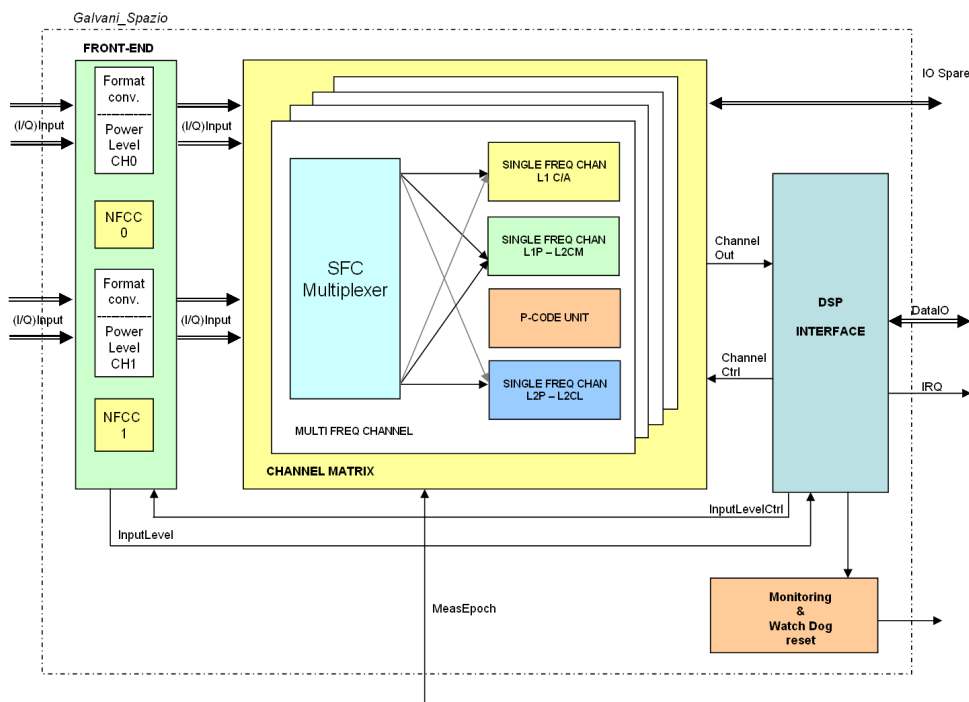 Galvani_Spazio
FRONT-END
Format
conv.
Power
Level
CH0
(I/Q)Input
(I/Q)Input
NFCC
0
Format
conv.
Power
Level
CH1
(I/Q)Input
(I/Q)Input
NFCC
1
SFC
Multiplexer
SINGLE FREQ CHAN
L1 C/A
SINGLE FREQ CHAN
L1P – L2CM
P-CODE UNIT
SINGLE FREQ CHAN
L2P – L2CL
MULTI FREQ CHANNEL
CHANNEL MATRIX
IO Spare
Channel
Out
Channel
Ctrl
DSP
INTERFACE
DataIO
IRQ
InputLevelCtrl
InputLevel
MeasEpoch
Monitoring
&
Watch Dog
reset